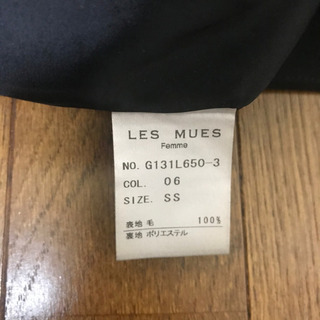 LES MUES
Femme
NO. G131L650-3
COL. 06
SIZE. SS
表地 毛 100%
裏地 ポリエステル